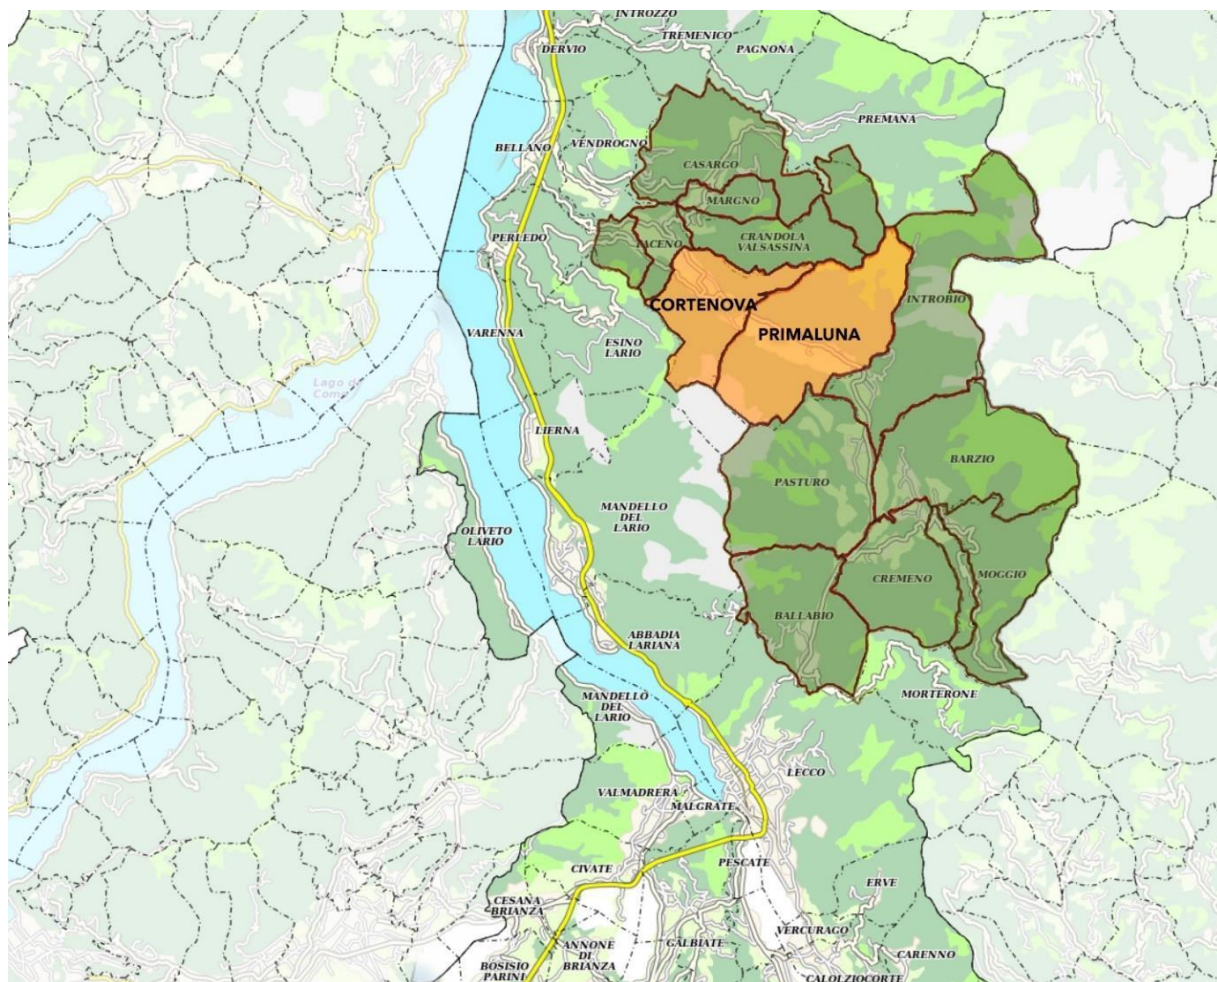 INTROZZO
TREMENICO
DERVIO
PAGNONA
PREMANA
BELLANO
VENDROGNO
CASARGO
MARGNO
PERLEDO
TACENO
CRANDOLA
VALSASSINA
INTROBIO
CORTENOVA
PRIMALUNA
VARENNA
ESINO
LARIO
Lago di
Como
LIERNA
BARZIO
PASTURO
MANDELLO
DEL
LARIO
OLIVETO
LARIO
CREMENO
MOGGIO
BALLABIO
ABBADIA
LARIANA
MANDELLO
DEL
LARIO
MORTERONE
LECCO
VALMADRERA
MALGRATE
PESCATE
CIVATE
ERVE
CESANA
BRIANZA
VERCURAGO
ANNONE
DI
BRIANZA
GALBIATE
CARENNO
BOSISIO
PARINI
CALOLZIOCORTE